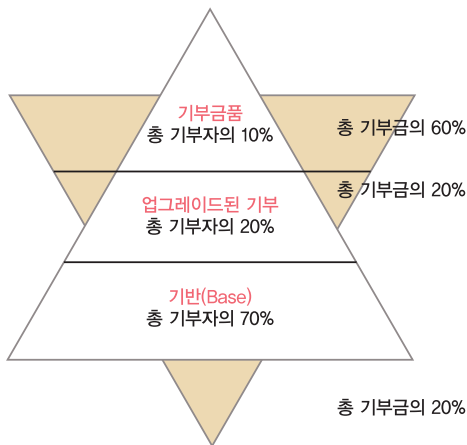 기부금품
총 기부자의 10%
총 기부금의 60%
총 기부금의 20%
업그레이드된 기부
총 기부자의 20%
기반(Base)
총 기부자의 70%
총 기부금의 20%